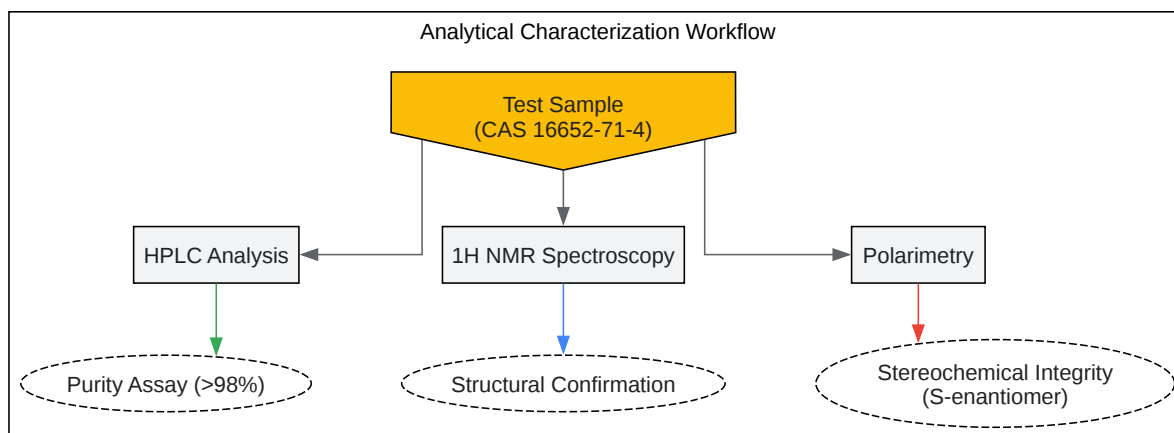 Analytical Characterization Workflow
Test Sample
(CAS 16652-71-4)
HPLC Analysis
1H NMR Spectroscopy
Polarimetry
Purity Assay (>98%)
Structural Confirmation
Stereochemical Integrity
(S-enantiomer)